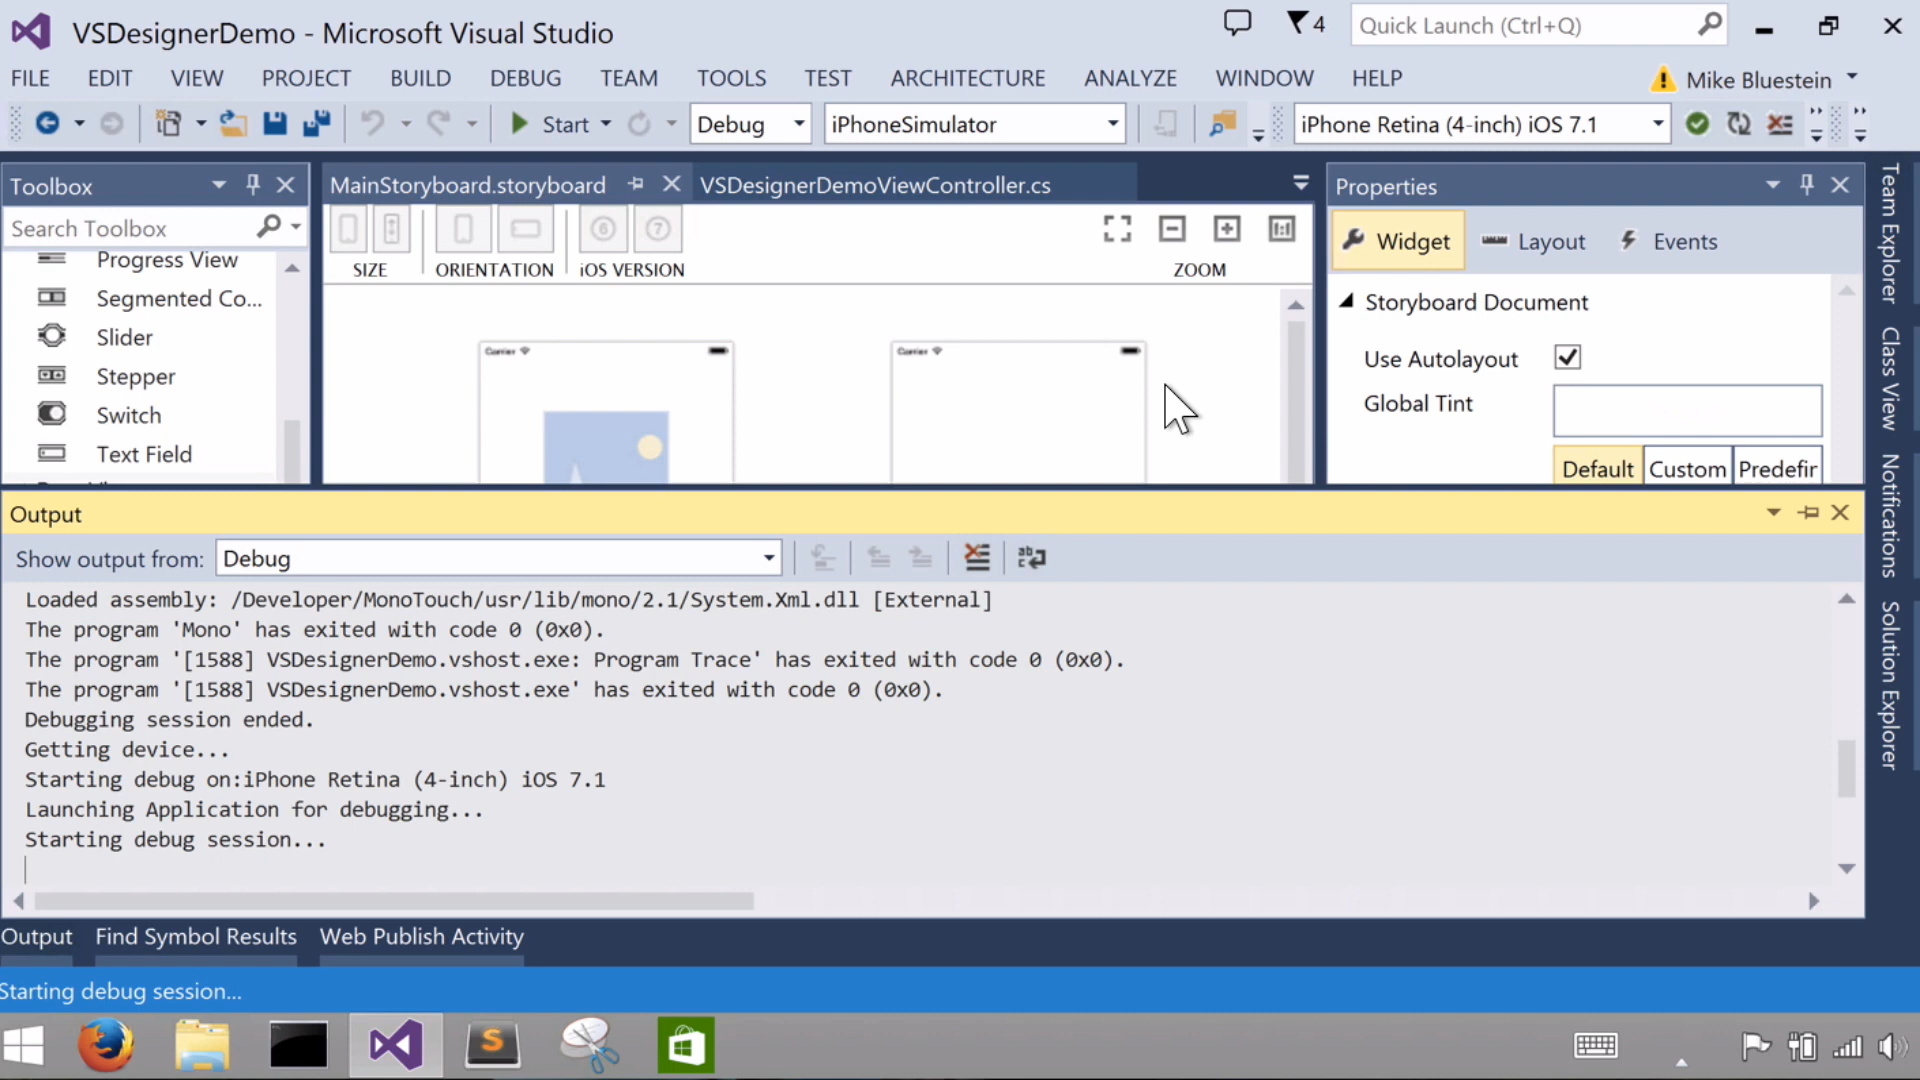 VSDesignerDemo - Microsoft Visual Studio
4
Quick Launch (Ctrl+Q)
FILE EDIT VIEW PROJECT BUILD DEBUG TEAM TOOLS TEST ARCHITECTURE ANALYZE WINDOW HELP
Mike Bluestein
Start Debug iPhoneSimulator iPhone Retina (4-inch) iOS 7.1
Toolbox
Search Toolbox
Progress View
Segmented Co...
Slider
Stepper
Switch
Text Field
MainStoryboard.storyboard VSDesignerDemoViewController.cs
6 7
SIZE ORIENTATION iOS VERSION ZOOM
Carrier Carrier
Properties
Widget Layout Events
Storyboard Document
Use Autolayout
Global Tint
Default Custom Predefir
Team Explorer
Class View
Notifications
Solution Explorer
Output
Show output from: Debug
Loaded assembly: /Developer/MonoTouch/usr/lib/mono/2.1/System.Xml.dll [External]
The program 'Mono' has exited with code 0 (0x0).
The program '[1588] VSDesignerDemo.vshost.exe: Program Trace' has exited with code 0 (0x0).
The program '[1588] VSDesignerDemo.vshost.exe' has exited with code 0 (0x0).
Debugging session ended.
Getting device...
Starting debug on:iPhone Retina (4-inch) iOS 7.1
Launching Application for debugging...
Starting debug session...
Output Find Symbol Results Web Publish Activity
Starting debug session...
S